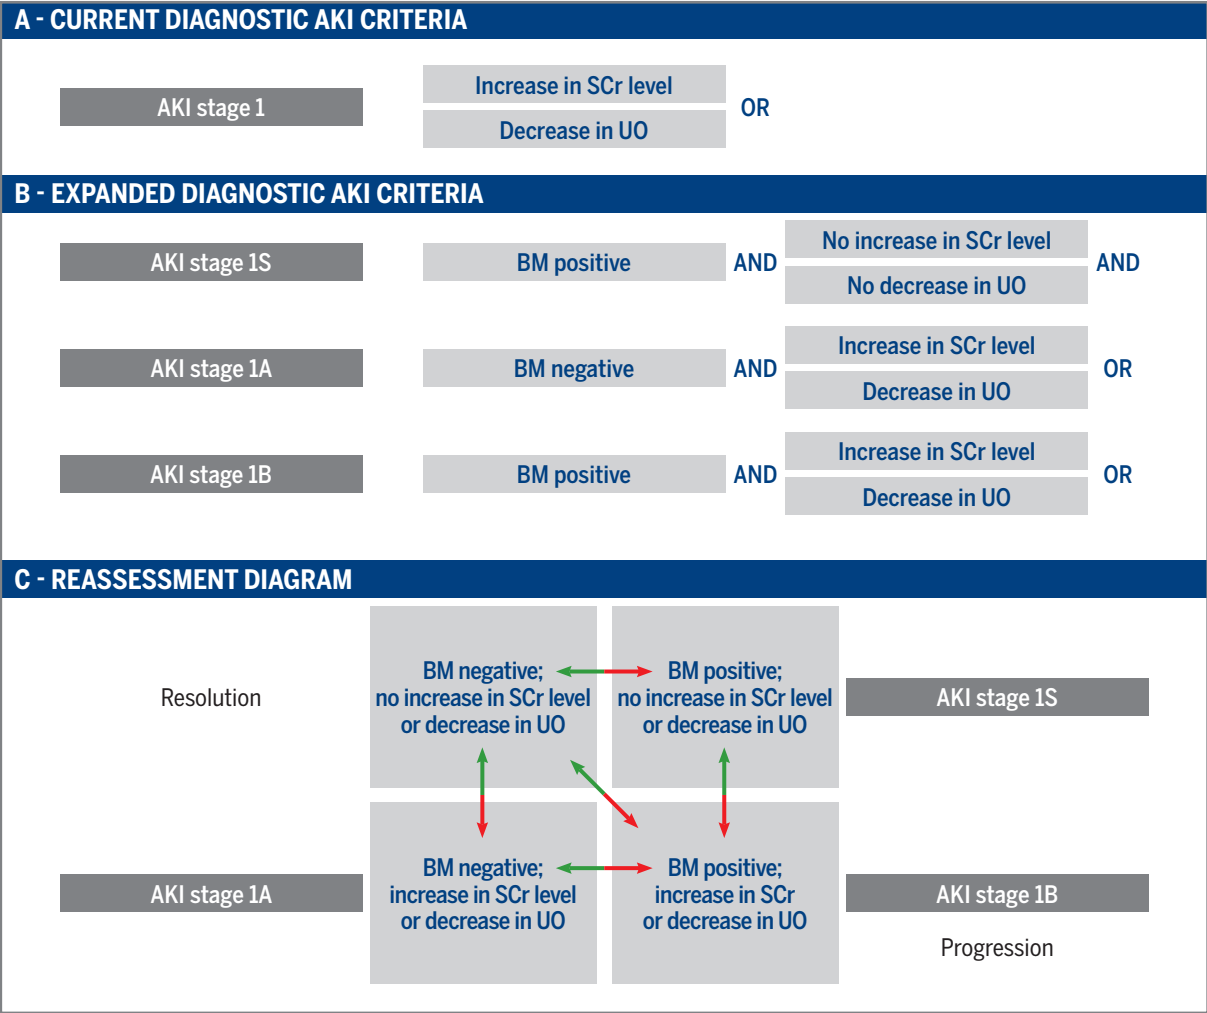 A - CURRENT DIAGNOSTIC AKI CRITERIA
AKI stage 1
Increase in SCr level
Decrease in UO
OR
B - EXPANDED DIAGNOSTIC AKI CRITERIA
AKI stage 1S
BM positive
AND
No increase in SCr level
No decrease in UO
AND
AKI stage 1A
BM negative
AND
Increase in SCr level
Decrease in UO
OR
AKI stage 1B
BM positive
AND
Increase in SCr level
Decrease in UO
OR
C - REASSESSMENT DIAGRAM
Resolution
BM negative;
no increase in SCr level
or decrease in UO
BM positive;
no increase in SCr level
or decrease in UO
AKI stage 1S
AKI stage 1A
BM negative;
increase in SCr level
or decrease in UO
BM positive;
increase in SCr
or decrease in UO
AKI stage 1B
Progression